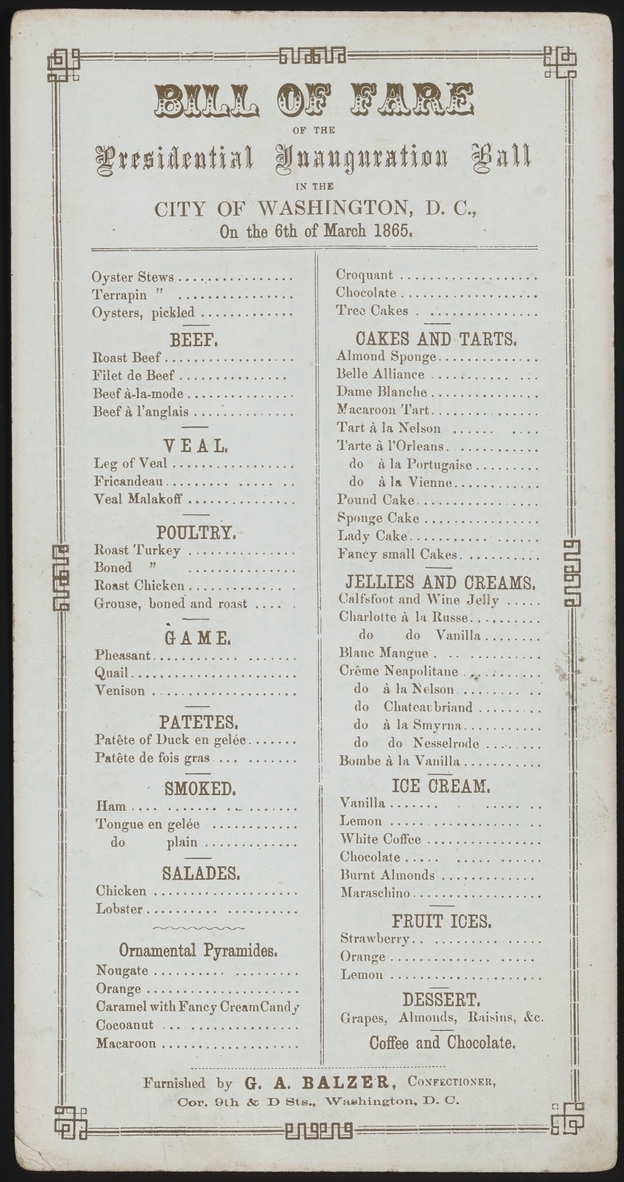 BILL OF FARE
OF THE
Presidential Inauguration Ball
IN THE
CITY OF WASHINGTON, D. C.,
On the 6th of March 1865.
Oyster Stews
Terrapin "
Oysters, pickled
BEEF.
Roast Beef
Filet de Beef
Beef à-la-mode
Beef à l'anglais
VEAL.
Leg of Veal
Fricandeau
Veal Malakoff
POULTRY.
Roast Turkey
Boned "
Roast Chicken
Grouse, boned and roast
GAME.
Pheasant
Quail
Venison
PATETES.
Patête of Duck en gelée
Patête de fois gras
SMOKED.
Ham
Tongue en gelée
do plain
SALADES.
Chicken
Lobster
Ornamental Pyramides.
Nougate
Orange
Caramel with Fancy Cream Candy
Cocoanut
Macaroon
Croquant
Chocolate
Tree Cakes
CAKES AND TARTS.
Almond Sponge
Belle Alliance
Dame Blanche
Macaroon Tart
Tart à la Nelson
Tarte à l'Orleans
do à la Portugaise
do à la Vienne
Pound Cake
Sponge Cake
Lady Cake
Fancy small Cakes
JELLIES AND CREAMS.
Calfsfoot and Wine Jelly
Charlotte à la Russe
do do Vanilla
Blanc Mangue
Crême Neapolitane
do à la Nelson
do Chateaubriand
do à la Smyrna
do do Nesselrode
Bombe à la Vanilla
ICE CREAM.
Vanilla
Lemon
White Coffee
Chocolate
Burnt Almonds
Maraschino
FRUIT ICES.
Strawberry
Orange
Lemon
DESSERT.
Grapes, Almonds, Raisins, &c.
Coffee and Chocolate.
Furnished by G. A. BALZER, CONFECTIONER,
Cor. 9th & D Sts., Washington, D. C.